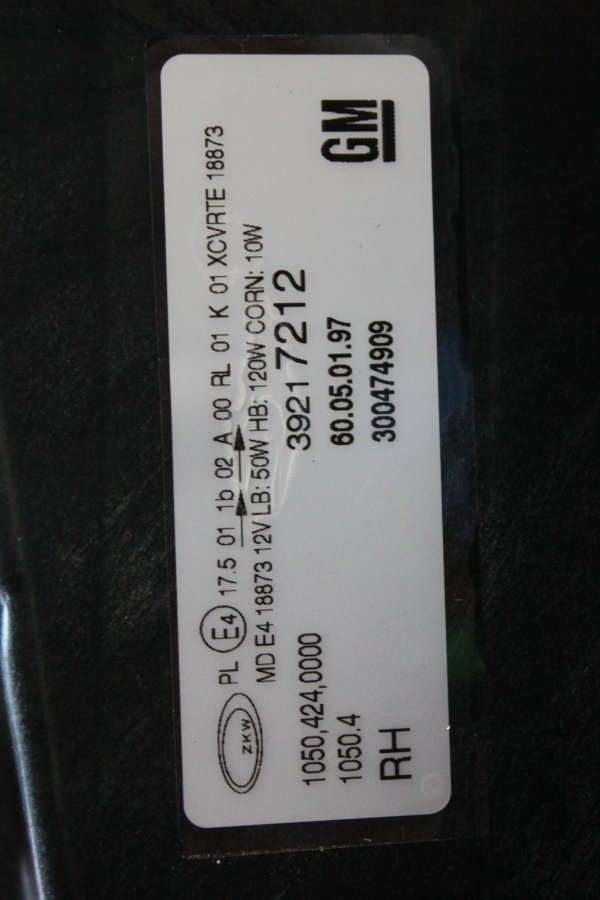 ZKW
PL E4 17.5 01 1b 02 A 00 RL 01 K 01 XCVRTE 18873
MD E4 18873 12V LB: 50W HB: 120W CORN: 10W
GM
3921 7212
60.05.01.97
300474909
1050,424,0000
1050.4
RH